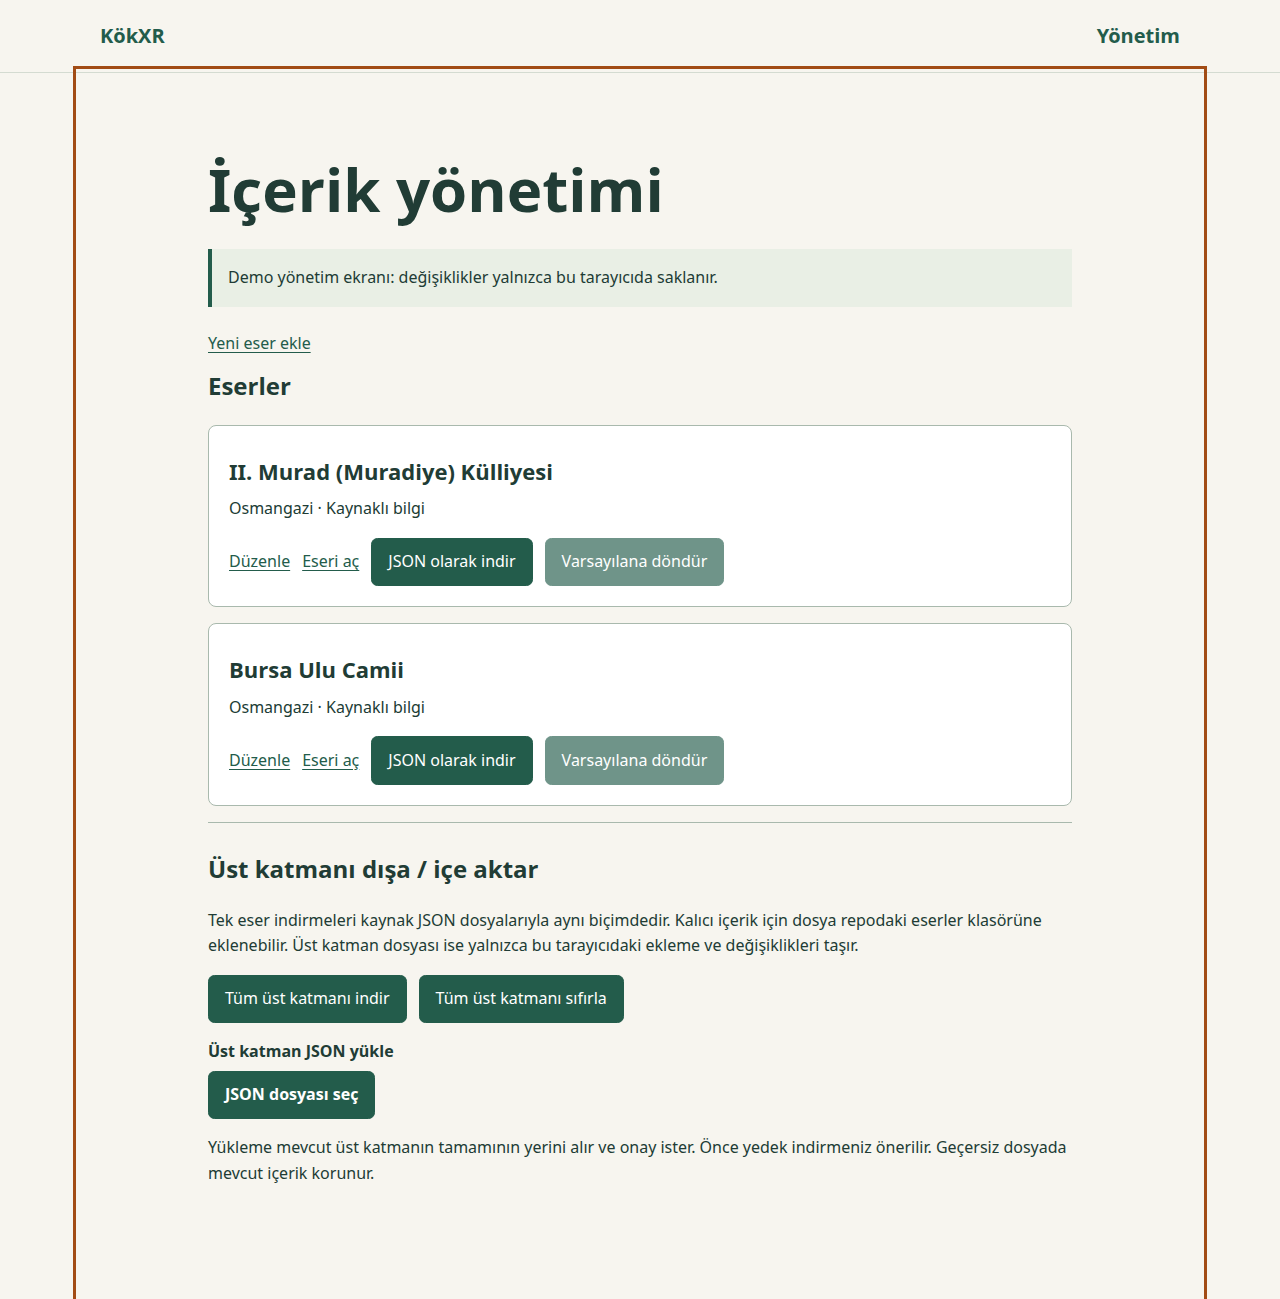 KökXR
Yönetim
İçerik yönetimi
Demo yönetim ekranı: değişiklikler yalnızca bu tarayıcıda saklanır.
Yeni eser ekle
Eserler
II. Murad (Muradiye) Külliyesi
Osmangazi · Kaynaklı bilgi
Düzenle Eseri aç JSON olarak indir Varsayılana döndür
Bursa Ulu Camii
Osmangazi · Kaynaklı bilgi
Düzenle Eseri aç JSON olarak indir Varsayılana döndür
Üst katmanı dışa / içe aktar
Tek eser indirmeleri kaynak JSON dosyalarıyla aynı biçimdedir. Kalıcı içerik için dosya repodaki eserler klasörüne
eklenebilir. Üst katman dosyası ise yalnızca bu tarayıcıdaki ekleme ve değişiklikleri taşır.
Tüm üst katmanı indir Tüm üst katmanı sıfırla
Üst katman JSON yükle
JSON dosyası seç
Yükleme mevcut üst katmanın tamamının yerini alır ve onay ister. Önce yedek indirmeniz önerilir. Geçersiz dosyada
mevcut içerik korunur.